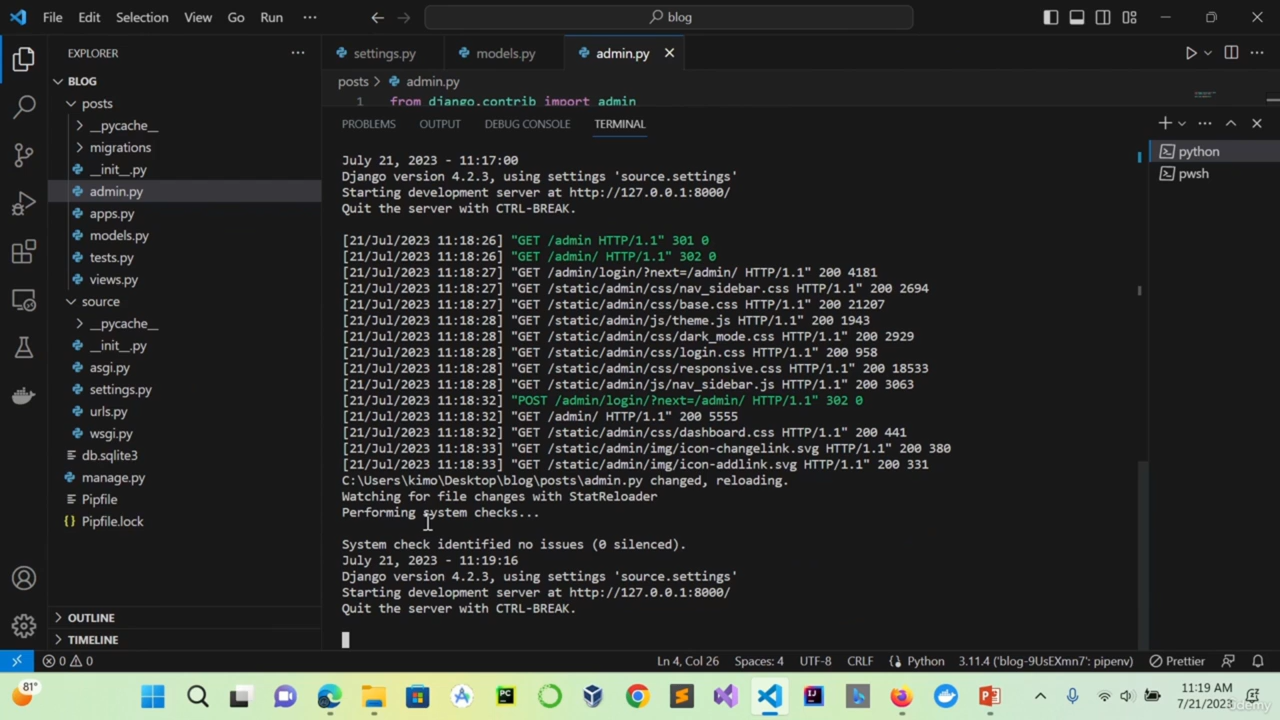 File Edit Selection View Go Run ··· blog
EXPLORER ···
BLOG
posts
__pycache__
migrations
__init__.py
admin.py
apps.py
models.py
tests.py
views.py
source
__pycache__
__init__.py
asgi.py
settings.py
urls.py
wsgi.py
db.sqlite3
manage.py
Pipfile
{} Pipfile.lock
OUTLINE
TIMELINE
settings.py models.py admin.py
posts > admin.py
1 from django.contrib import admin
PROBLEMS OUTPUT DEBUG CONSOLE TERMINAL
python
pwsh
July 21, 2023 - 11:17:00
Django version 4.2.3, using settings 'source.settings'
Starting development server at http://127.0.0.1:8000/
Quit the server with CTRL-BREAK.
[21/Jul/2023 11:18:26] "GET /admin HTTP/1.1" 301 0
[21/Jul/2023 11:18:26] "GET /admin/ HTTP/1.1" 302 0
[21/Jul/2023 11:18:27] "GET /admin/login/?next=/admin/ HTTP/1.1" 200 4181
[21/Jul/2023 11:18:27] "GET /static/admin/css/nav_sidebar.css HTTP/1.1" 200 2694
[21/Jul/2023 11:18:27] "GET /static/admin/css/base.css HTTP/1.1" 200 21207
[21/Jul/2023 11:18:28] "GET /static/admin/js/theme.js HTTP/1.1" 200 1943
[21/Jul/2023 11:18:28] "GET /static/admin/css/dark_mode.css HTTP/1.1" 200 2929
[21/Jul/2023 11:18:28] "GET /static/admin/css/login.css HTTP/1.1" 200 958
[21/Jul/2023 11:18:28] "GET /static/admin/css/responsive.css HTTP/1.1" 200 18533
[21/Jul/2023 11:18:28] "GET /static/admin/js/nav_sidebar.js HTTP/1.1" 200 3063
[21/Jul/2023 11:18:32] "POST /admin/login/?next=/admin/ HTTP/1.1" 302 0
[21/Jul/2023 11:18:32] "GET /admin/ HTTP/1.1" 200 5555
[21/Jul/2023 11:18:32] "GET /static/admin/css/dashboard.css HTTP/1.1" 200 441
[21/Jul/2023 11:18:33] "GET /static/admin/img/icon-changelink.svg HTTP/1.1" 200 380
[21/Jul/2023 11:18:33] "GET /static/admin/img/icon-addlink.svg HTTP/1.1" 200 331
C:\Users\kimo\Desktop\blog\posts\admin.py changed, reloading.
Watching for file changes with StatReloader
Performing system checks...
System check identified no issues (0 silenced).
July 21, 2023 - 11:19:16
Django version 4.2.3, using settings 'source.settings'
Starting development server at http://127.0.0.1:8000/
Quit the server with CTRL-BREAK.
0 0 Ln 4, Col 26 Spaces: 4 UTF-8 CRLF {} Python 3.11.4 ('blog-9UsEXmn7': pipenv) Prettier
81° PC 11:19 AM
7/21/2023
Udemy